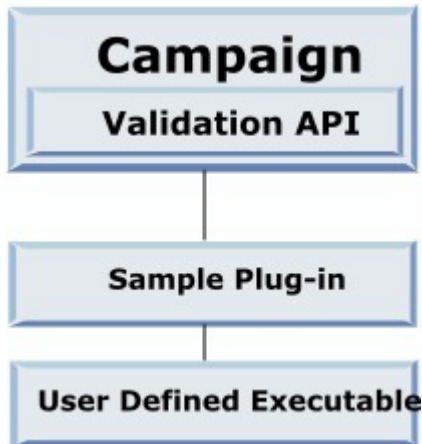 Campaign
Validation API
Sample Plug-in
User Defined Executable